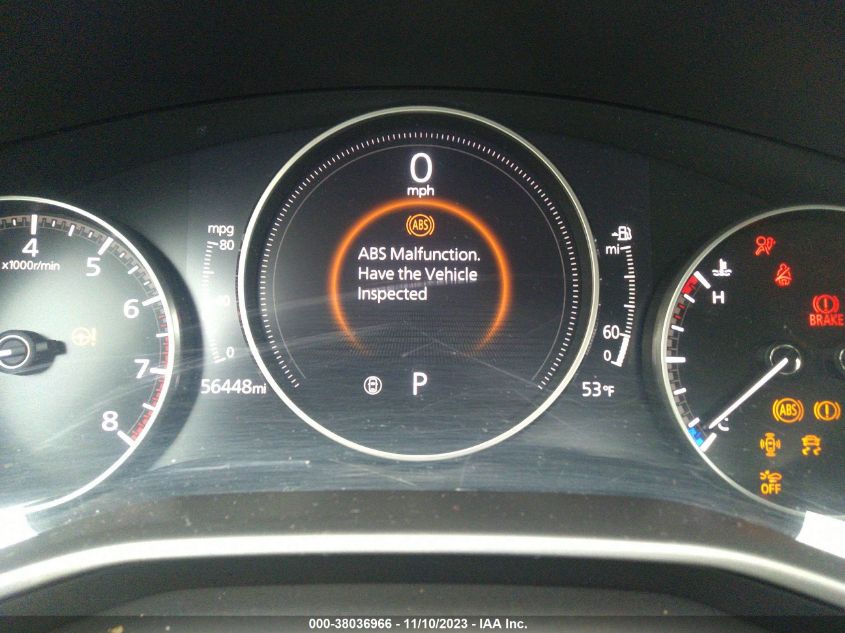 0
mph
ABS
ABS Malfunction.
Have the Vehicle
Inspected
P
4
x1000r/min
5
6
7
8
mpg
80
0
56448mi
mi
60
0
53°F
H
C
BRAKE
ABS
OFF
000-38036966 - 11/10/2023 - IAA Inc.